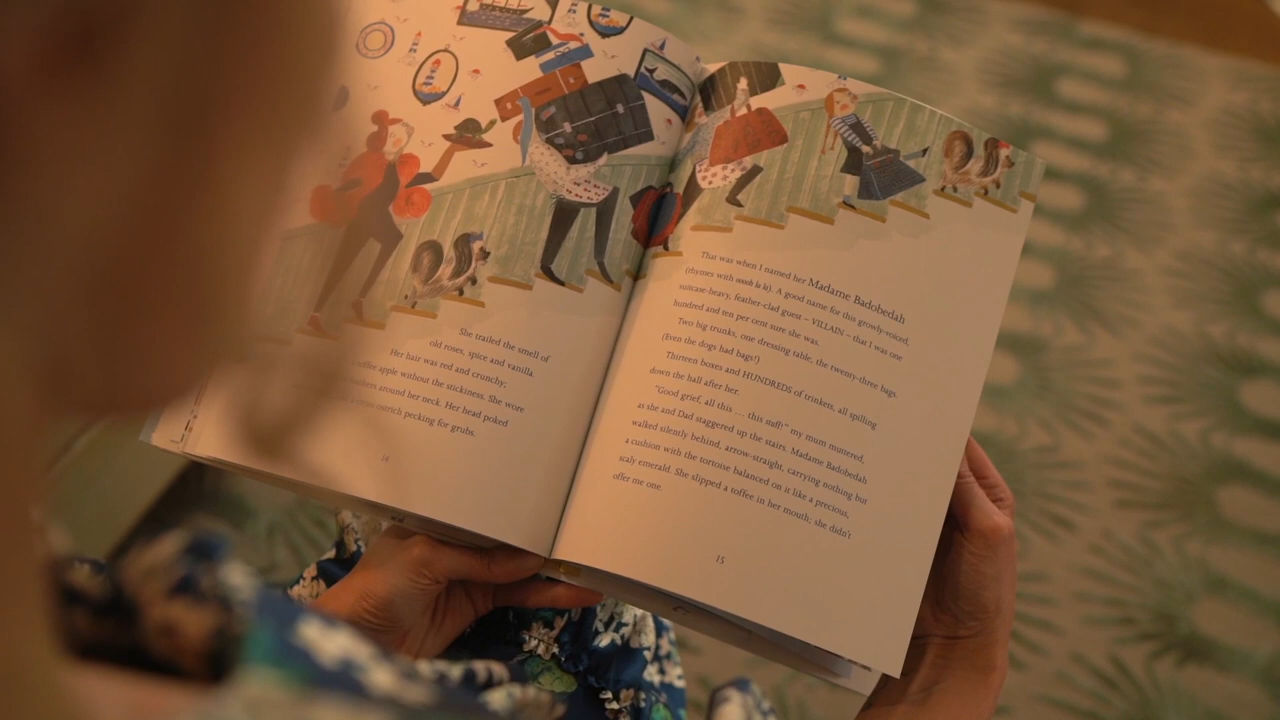 She trailed the smell of
old roses, spice and vanilla.
Her hair was red and crunchy;
toffee apple without the stickiness. She wore
around her neck. Her head poked
ostrich pecking for grubs.
14
That was when I named her Madame Badobedah
(rhymes with ooooh la la). A good name for this growly-voiced,
suitcase-heavy, feather-clad guest – VILLAIN – that I was one
hundred and ten per cent sure she was.
Two big trunks, one dressing table, the twenty-three bags.
(Even the dogs had bags!)
Thirteen boxes and HUNDREDS of trinkets, all spilling
down the hall after her.
“Good grief, all this … this stuff!” my mum muttered,
as she and Dad staggered up the stairs. Madame Badobedah
walked silently behind, arrow-straight, carrying nothing but
a cushion with the tortoise balanced on it like a precious,
scaly emerald. She slipped a toffee in her mouth; she didn’t
offer me one.
15